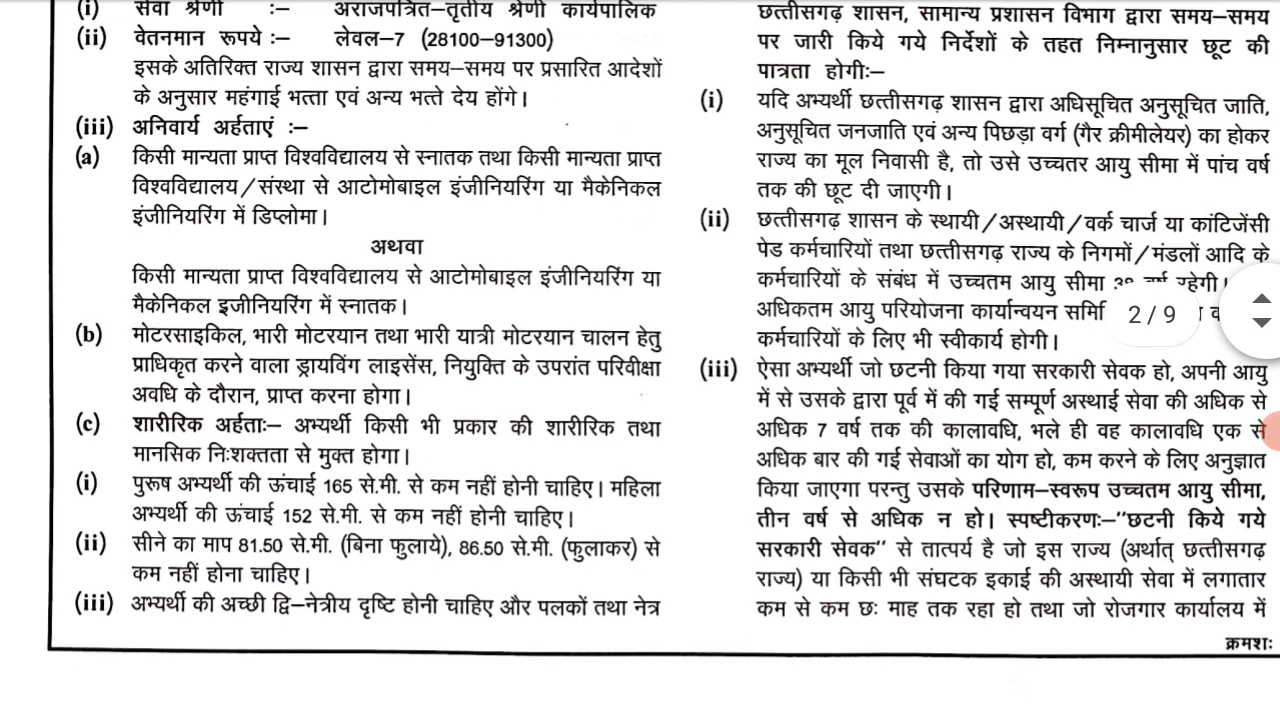 (i) सेवा श्रेणी :– अराजपत्रित–तृतीय श्रेणी कार्यपालिक
(ii) वेतनमान रूपये :– लेवल–7 (28100–91300)
इसके अतिरिक्त राज्य शासन द्वारा समय–समय पर प्रसारित आदेशों
के अनुसार महंगाई भत्ता एवं अन्य भत्ते देय होंगे।
(iii) अनिवार्य अर्हताएं :–
(a) किसी मान्यता प्राप्त विश्वविद्यालय से स्नातक तथा किसी मान्यता प्राप्त
विश्वविद्यालय/संस्था से आटोमोबाइल इंजीनियरिंग या मैकेनिकल
इंजीनियरिंग में डिप्लोमा।
अथवा
किसी मान्यता प्राप्त विश्वविद्यालय से आटोमोबाइल इंजीनियरिंग या
मैकेनिकल इजीनियरिंग में स्नातक।
(b) मोटरसाइकिल, भारी मोटरयान तथा भारी यात्री मोटरयान चालन हेतु
प्राधिकृत करने वाला ड्रायविंग लाइसेंस, नियुक्ति के उपरांत परिवीक्षा
अवधि के दौरान, प्राप्त करना होगा।
(c) शारीरिक अर्हताः– अभ्यर्थी किसी भी प्रकार की शारीरिक तथा
मानसिक निःशक्तता से मुक्त होगा।
(i) पुरूष अभ्यर्थी की ऊंचाई 165 से.मी. से कम नहीं होनी चाहिए। महिला
अभ्यर्थी की ऊंचाई 152 से.मी. से कम नहीं होनी चाहिए।
(ii) सीने का माप 81.50 से.मी. (बिना फुलाये), 86.50 से.मी. (फुलाकर) से
कम नहीं होना चाहिए।
(iii) अभ्यर्थी की अच्छी द्वि–नेत्रीय दृष्टि होनी चाहिए और पलकों तथा नेत्र
छत्तीसगढ़ शासन, सामान्य प्रशासन विभाग द्वारा समय–समय
पर जारी किये गये निर्देशों के तहत निम्नानुसार छूट की
पात्रता होगीः–
(i) यदि अभ्यर्थी छत्तीसगढ़ शासन द्वारा अधिसूचित अनुसूचित जाति,
अनुसूचित जनजाति एवं अन्य पिछड़ा वर्ग (गैर क्रीमीलेयर) का होकर
राज्य का मूल निवासी है, तो उसे उच्चतर आयु सीमा में पांच वर्ष
तक की छूट दी जाएगी।
(ii) छत्तीसगढ़ शासन के स्थायी/अस्थायी/वर्क चार्ज या कांटिजेंसी
पेड कर्मचारियों तथा छत्तीसगढ़ राज्य के निगमों/मंडलों आदि के
कर्मचारियों के संबंध में उच्चतम आयु सीमा रहेगी।
अधिकतम आयु परियोजना कार्यान्वयन
कर्मचारियों के लिए भी स्वीकार्य होगी।
2/9
(iii) ऐसा अभ्यर्थी जो छटनी किया गया सरकारी सेवक हो, अपनी आयु
में से उसके द्वारा पूर्व में की गई सम्पूर्ण अस्थाई सेवा की अधिक से
अधिक 7 वर्ष तक की कालावधि, भले ही वह कालावधि एक से
अधिक बार की गई सेवाओं का योग हो, कम करने के लिए अनुज्ञात
किया जाएगा परन्तु उसके परिणाम–स्वरूप उच्चतम आयु सीमा,
तीन वर्ष से अधिक न हो। स्पष्टीकरणः–"छटनी किये गये
सरकारी सेवक" से तात्पर्य है जो इस राज्य (अर्थात् छत्तीसगढ़
राज्य) या किसी भी संघटक इकाई की अस्थायी सेवा में लगातार
कम से कम छः माह तक रहा हो तथा जो रोजगार कार्यालय में
क्रमशः